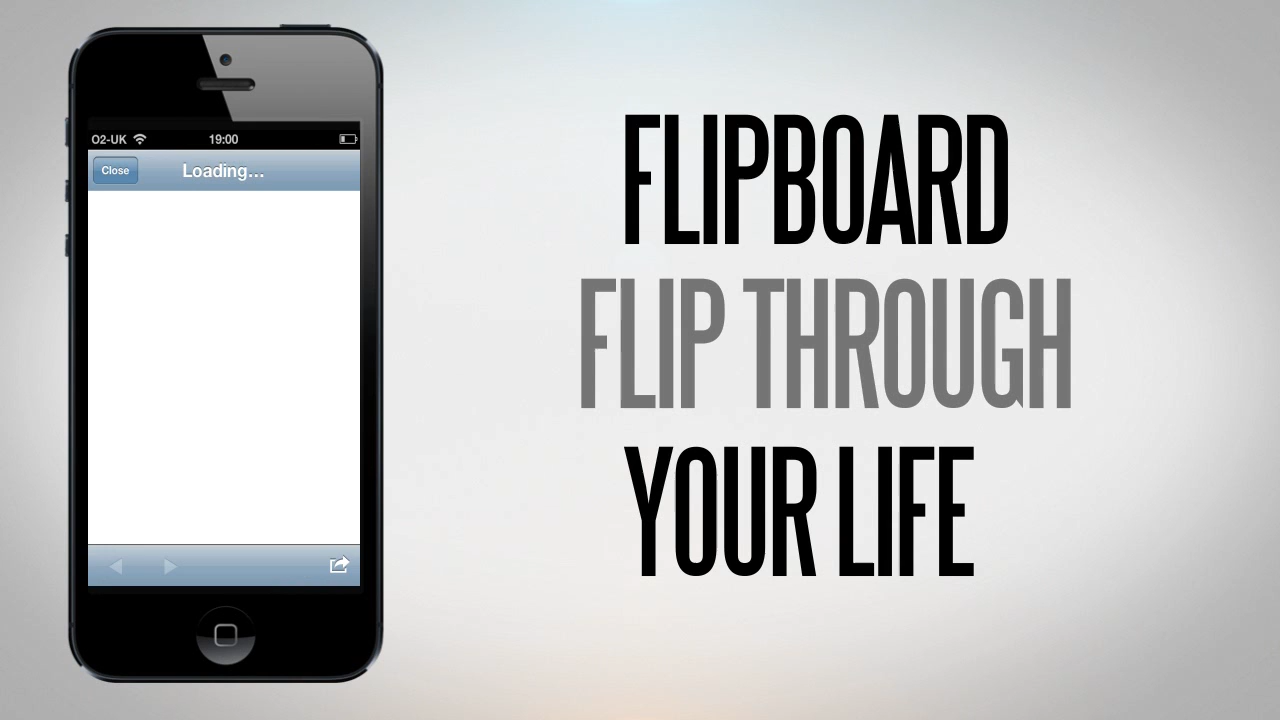 O2-UK 19:00
Close Loading...
FLIPBOARD
FLIP THROUGH
YOUR LIFE